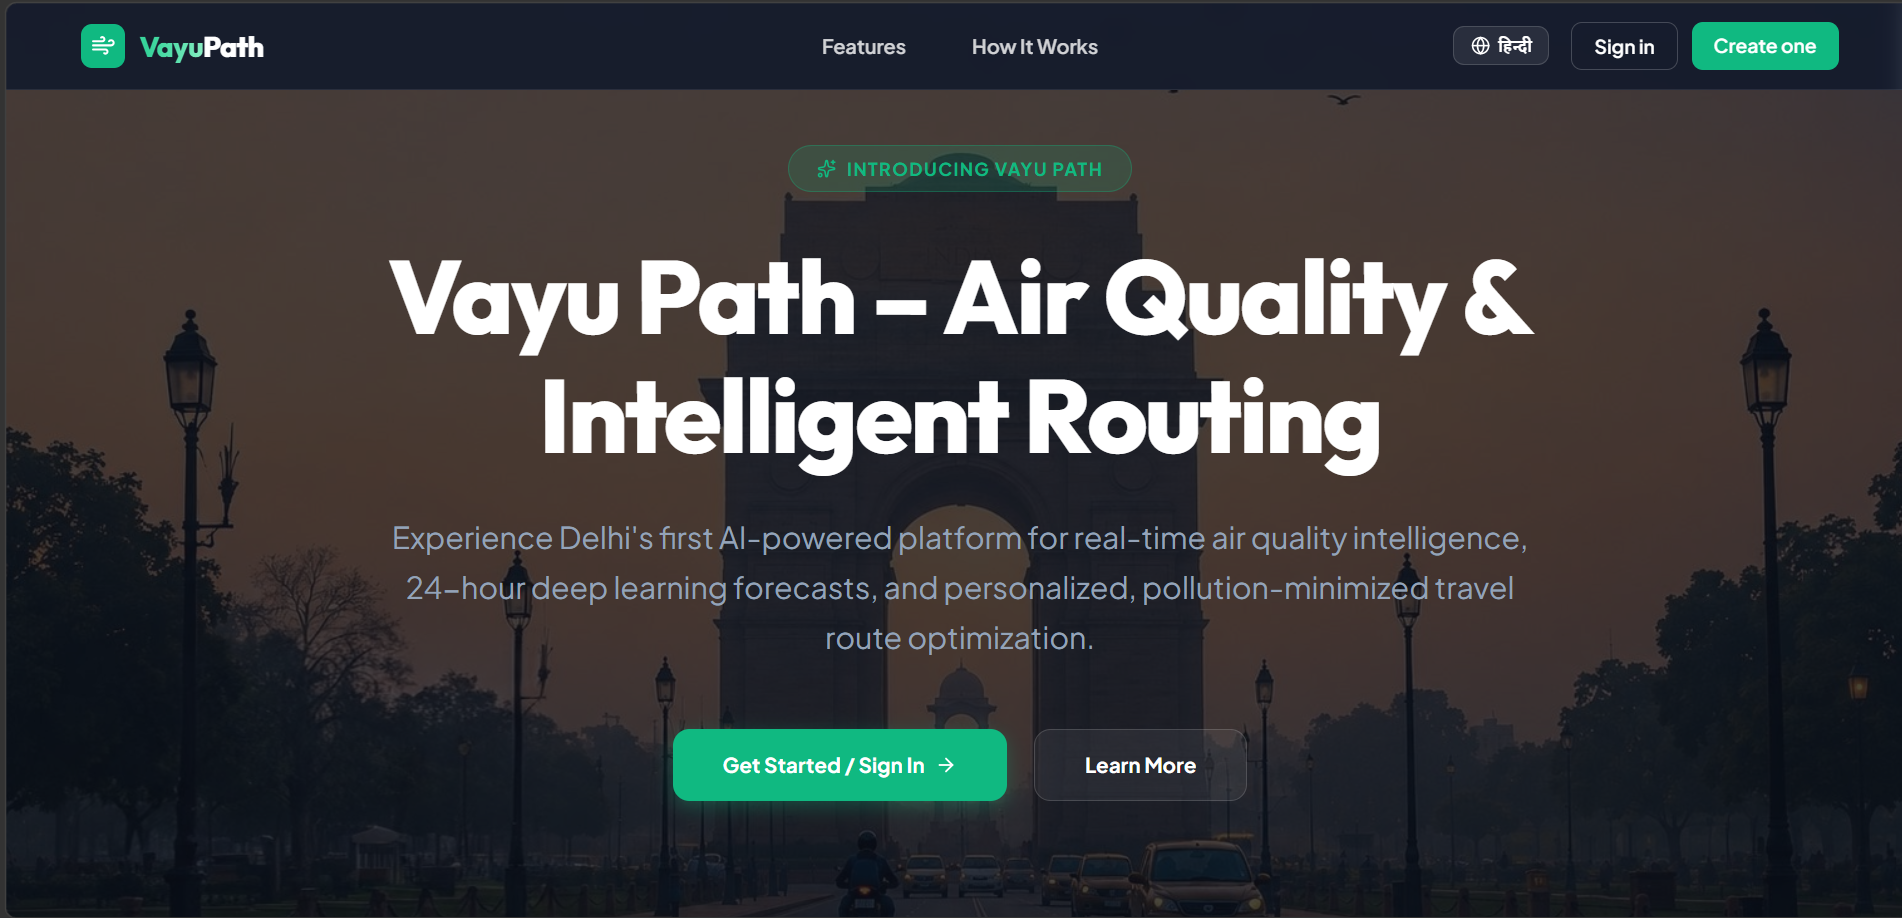 VayuPath
Features
How It Works
हिन्दी
Sign in
Create one
INTRODUCING VAYU PATH
Vayu Path – Air Quality &
Intelligent Routing
Experience Delhi's first AI-powered platform for real-time air quality intelligence,
24-hour deep learning forecasts, and personalized, pollution-minimized travel
route optimization.
Get Started / Sign In →
Learn More